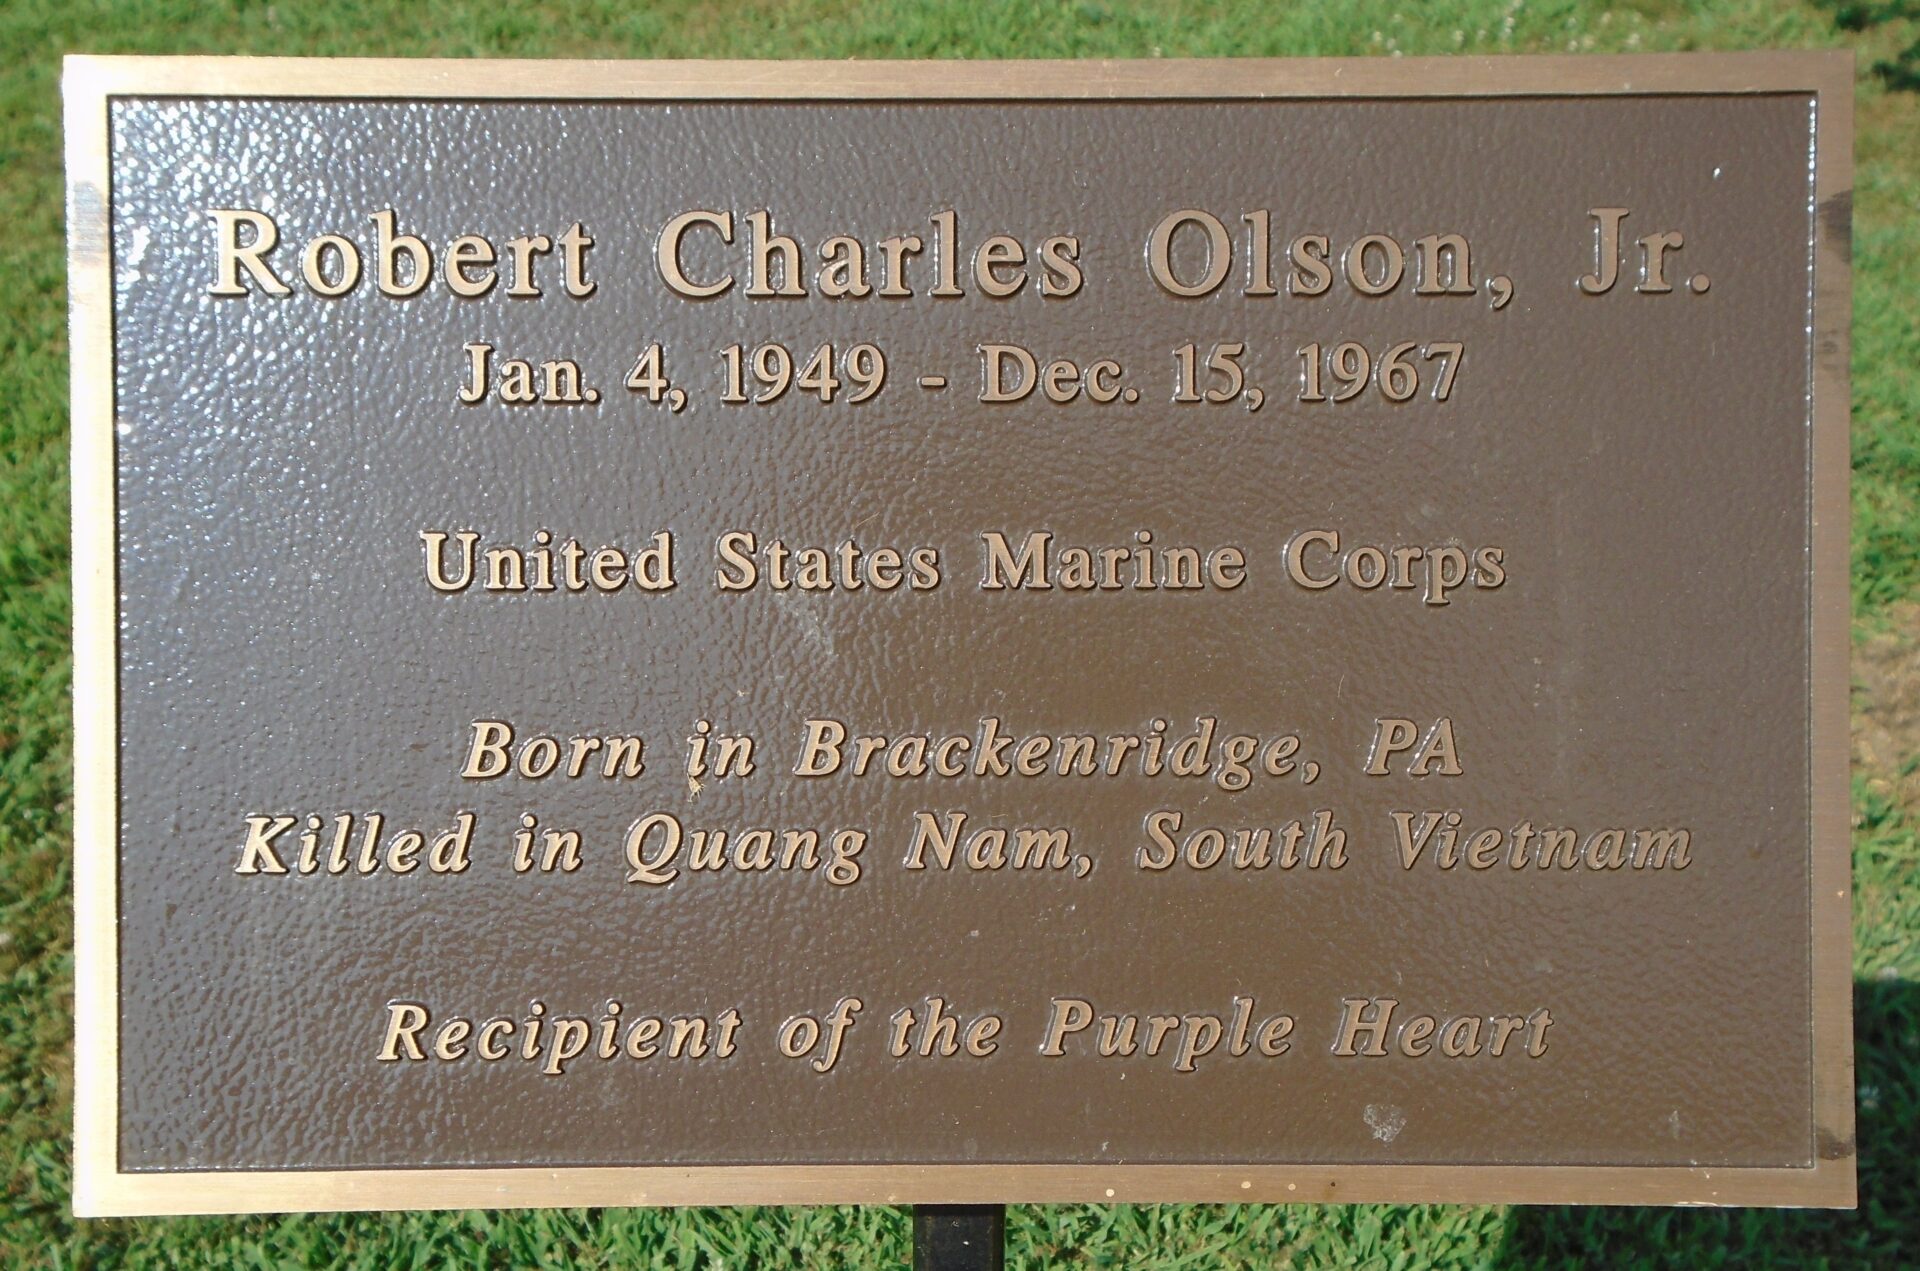 Robert Charles Olson, Jr.
Jan. 4, 1949 - Dec. 15, 1967
United States Marine Corps
Born in Brackenridge, PA
Killed in Quang Nam, South Vietnam
Recipient of the Purple Heart